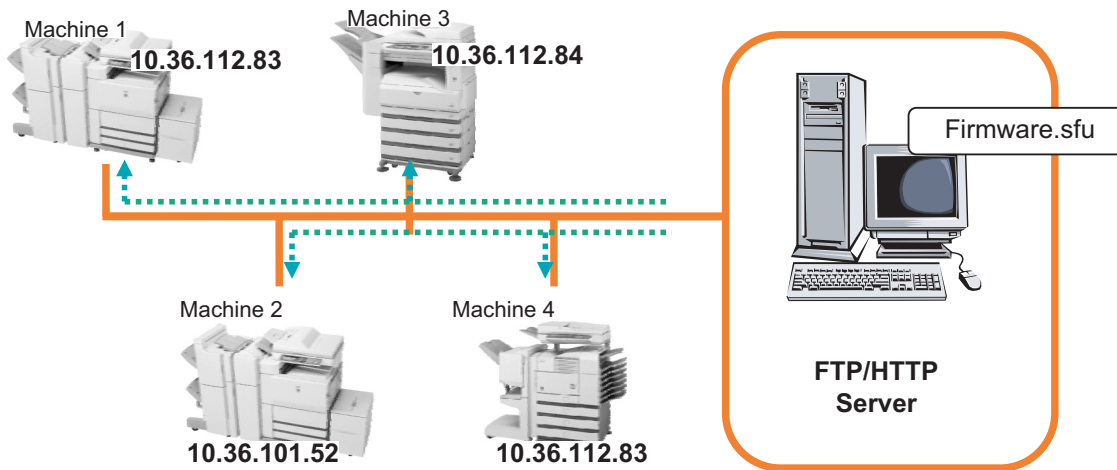 Machine 1
10.36.112.83
Machine 3
10.36.112.84
Firmware.sfu
Machine 2
10.36.101.52
Machine 4
10.36.112.83
FTP/HTTP
Server